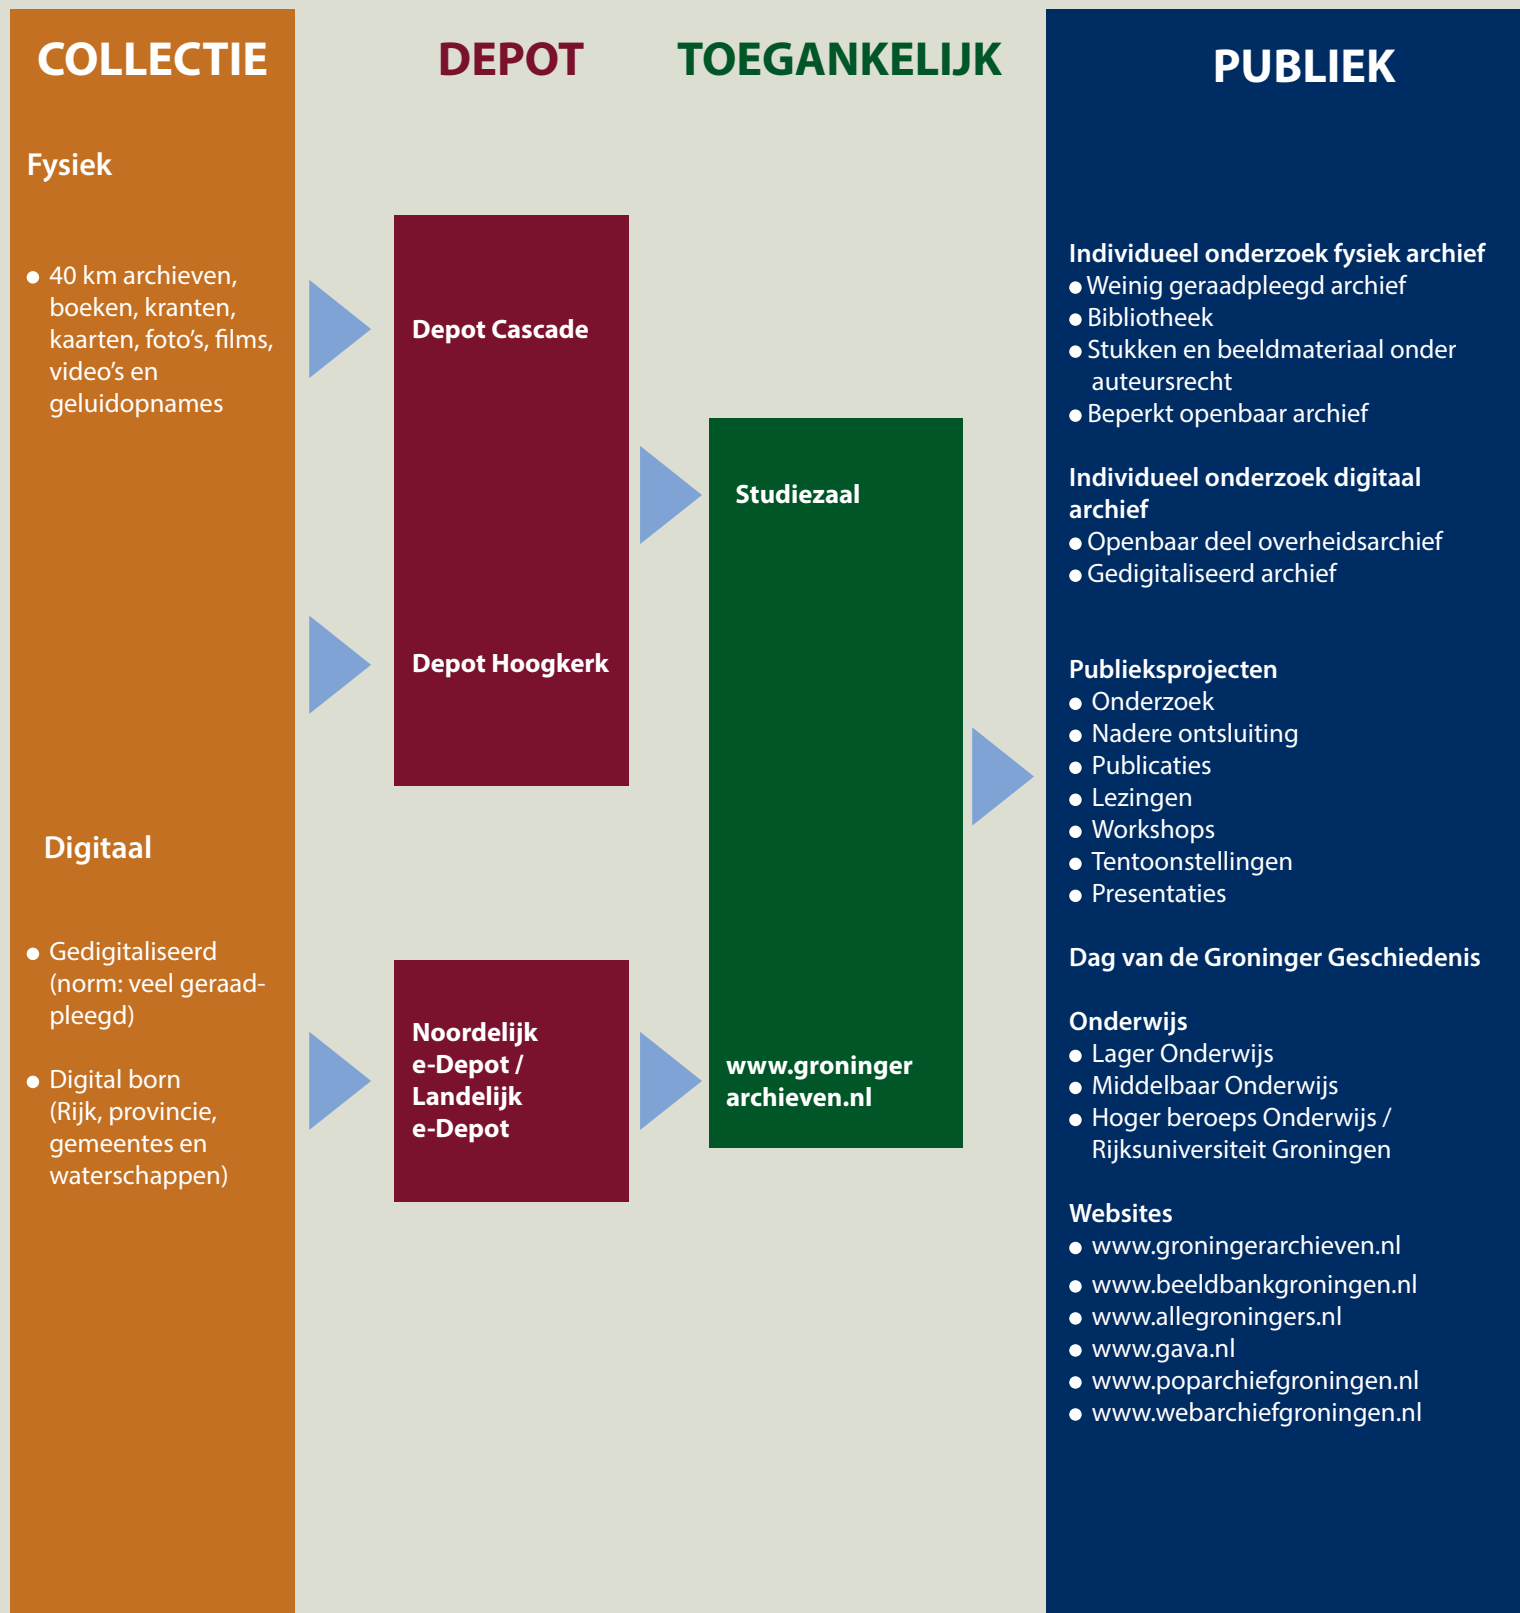 COLLECTIE
Fysiek
● 40 km archieven,
boeken, kranten,
kaarten, foto's, films,
video's en
geluidopnames
Digitaal
● Gedigitaliseerd
(norm: veel geraad-
pleegd)
● Digital born
(Rijk, provincie,
gemeentes en
waterschappen)
DEPOT
Depot Cascade
Depot Hoogkerk
Noordelijk
e-Depot /
Landelijk
e-Depot
TOEGANKELIJK
Studiezaal
www.groninger
archieven.nl
PUBLIEK
Individueel onderzoek fysiek archief
● Weinig geraadpleegd archief
● Bibliotheek
● Stukken en beeldmateriaal onder
auteursrecht
● Beperkt openbaar archief
Individueel onderzoek digitaal
archief
● Openbaar deel overheidsarchief
● Gedigitaliseerd archief
Publieksprojecten
● Onderzoek
● Nadere ontsluiting
● Publicaties
● Lezingen
● Workshops
● Tentoonstellingen
● Presentaties
Dag van de Groninger Geschiedenis
Onderwijs
● Lager Onderwijs
● Middelbaar Onderwijs
● Hoger beroeps Onderwijs /
Rijksuniversiteit Groningen
Websites
● www.groningerarchieven.nl
● www.beeldbankgroningen.nl
● www.allegroningers.nl
● www.gava.nl
● www.poparchiefgroningen.nl
● www.webarchiefgroningen.nl